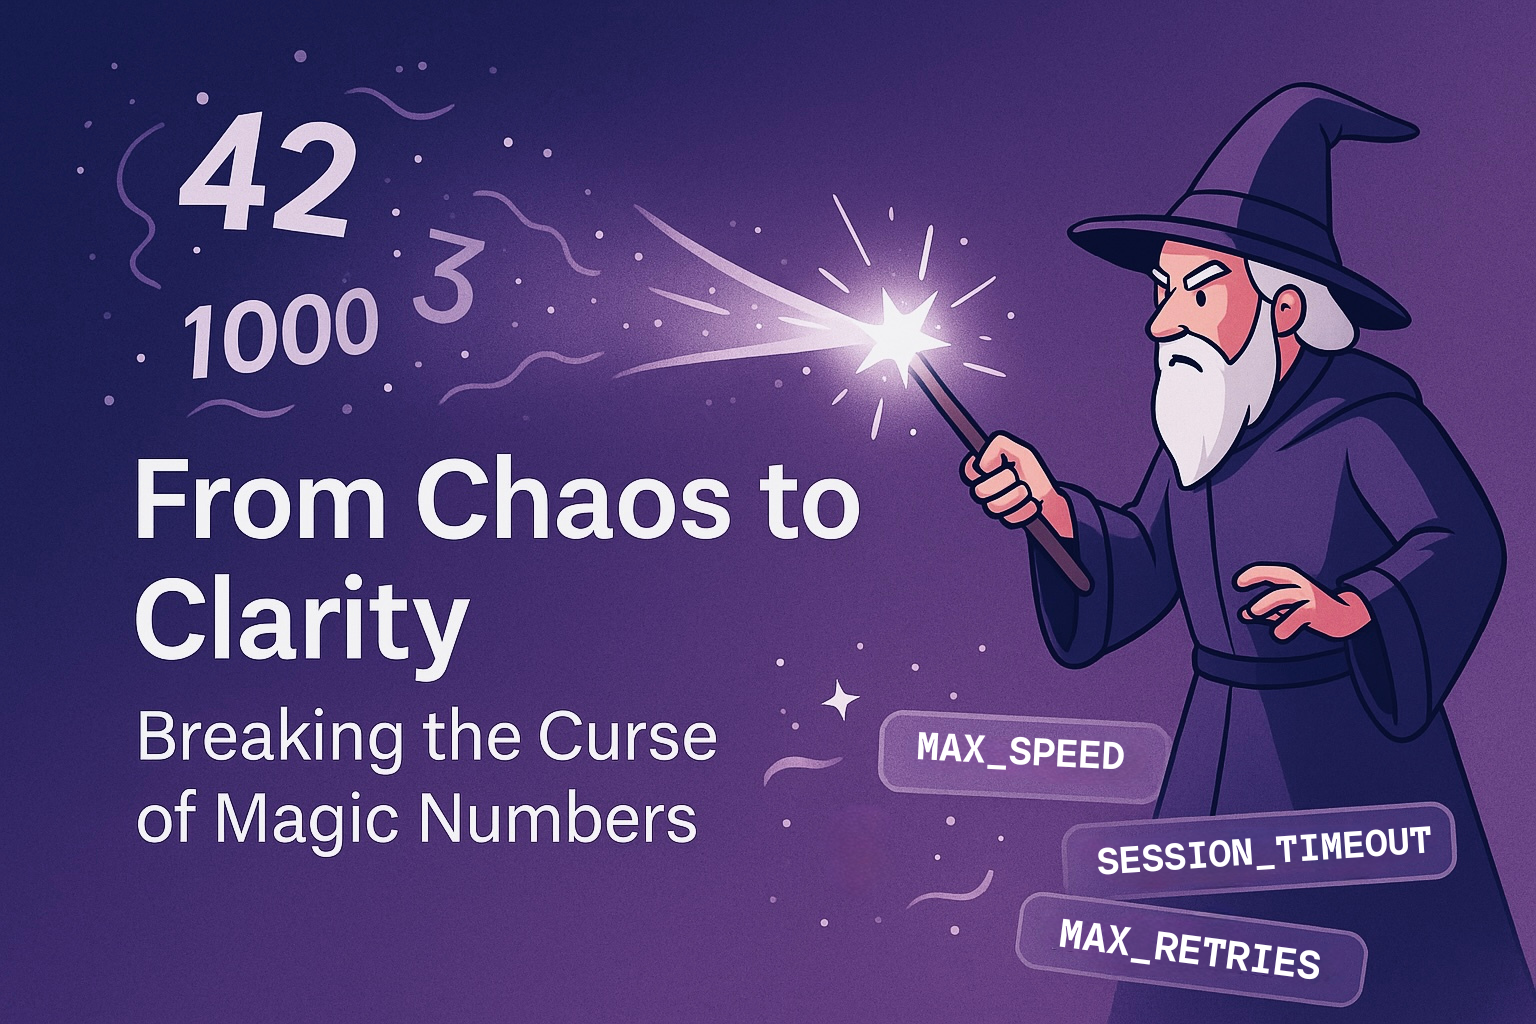 42
3
1000
From Chaos to
Clarity
Breaking the Curse
of Magic Numbers
MAX_SPEED
SESSION_TIMEOUT
MAX_RETRIES